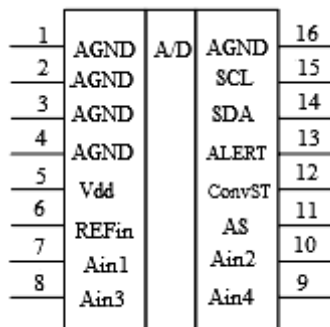 1 AGND A/D AGND 16
2 AGND SCL 15
3 AGND SDA 14
4 AGND ALERT 13
5 Vdd ConvST 12
6 REFin AS 11
7 Ain1 Ain2 10
8 Ain3 Ain4 9